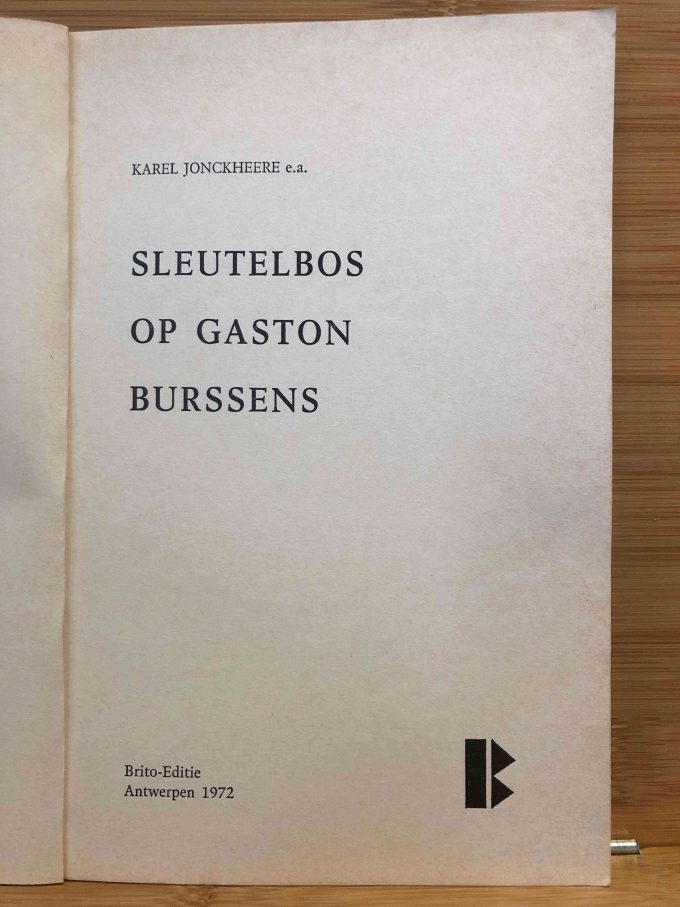 KAREL JONCKHEERE e.a.
SLEUTELBOS
OP GASTON
BURSSENS
Brito-Editie
Antwerpen 1972